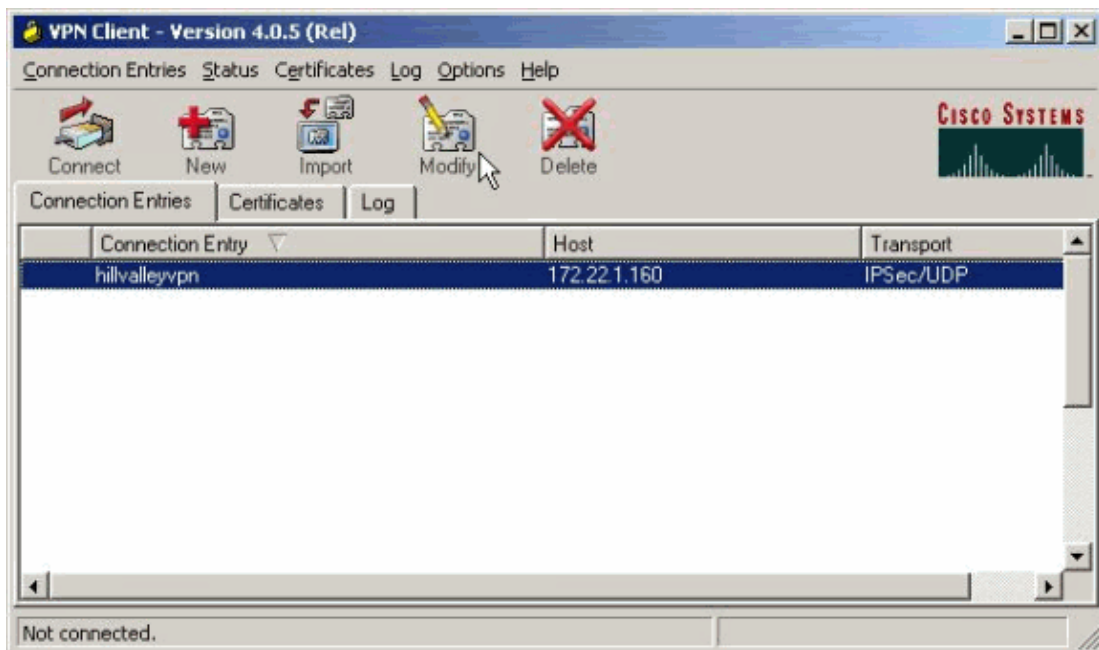 VPN Client - Version 4.0.5 (Rel)
Connection Entries Status Certificates Log Options Help
Connect New Import Modify Delete
CISCO SYSTEMS
Connection Entries Certificates Log
Connection Entry Host Transport
hillvalleyvpn 172.22.1.160 IPSec/UDP
Not connected.